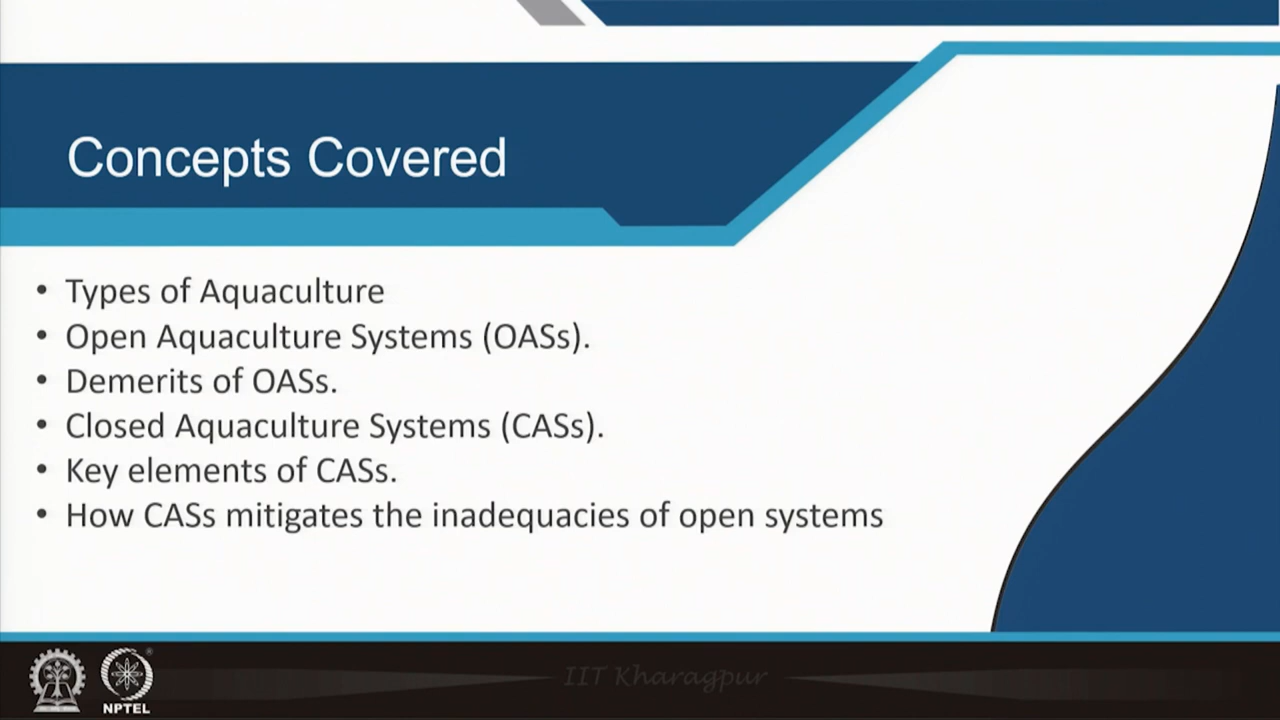 Concepts Covered
• Types of Aquaculture
• Open Aquaculture Systems (OASs).
• Demerits of OASs.
• Closed Aquaculture Systems (CASs).
• Key elements of CASs.
• How CASs mitigates the inadequacies of open systems
IIT Kharagpur
NPTEL